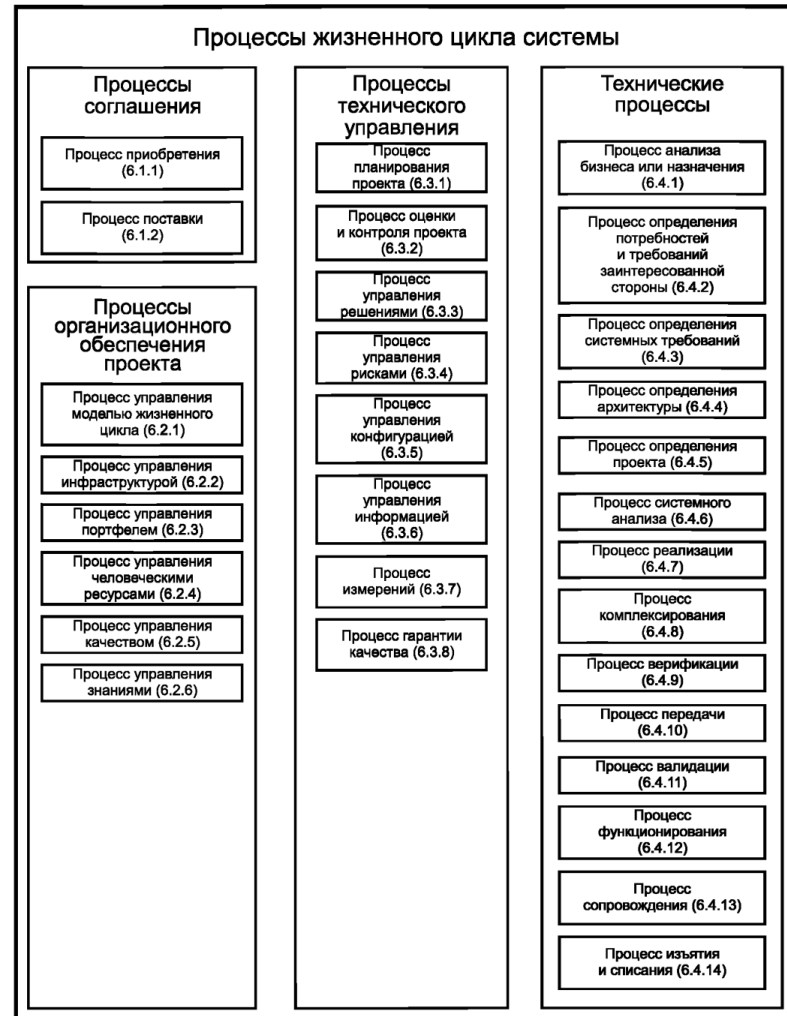 Процессы жизненного цикла системы
Процессы
соглашения
Процесс приобретения
(6.1.1)
Процесс поставки
(6.1.2)
Процессы
организационного
обеспечения
проекта
Процесс управления
моделью жизненного
цикла (6.2.1)
Процесс управления
инфраструктурой (6.2.2)
Процесс управления
портфелем (6.2.3)
Процесс управления
человеческими
ресурсами (6.2.4)
Процесс управления
качеством (6.2.5)
Процесс управления
знаниями (6.2.6)
Процессы
технического
управления
Процесс
планирования
проекта (6.3.1)
Процесс оценки
и контроля проекта
(6.3.2)
Процесс
управления
решениями (6.3.3)
Процесс
управления
рисками (6.3.4)
Процесс
управления
конфигурацией
(6.3.5)
Процесс
управления
информацией
(6.3.6)
Процесс
измерений (6.3.7)
Процесс гарантии
качества (6.3.8)
Технические
процессы
Процесс анализа
бизнеса или назначения
(6.4.1)
Процесс определения
потребностей
и требований
заинтересованной
стороны (6.4.2)
Процесс определения
системных требований
(6.4.3)
Процесс определения
архитектуры (6.4.4)
Процесс определения
проекта (6.4.5)
Процесс системного
анализа (6.4.6)
Процесс реализации
(6.4.7)
Процесс
комплексирования
(6.4.8)
Процесс верификации
(6.4.9)
Процесс передачи
(6.4.10)
Процесс валидации
(6.4.11)
Процесс
функционирования
(6.4.12)
Процесс
сопровождения (6.4.13)
Процесс изъятия
и списания (6.4.14)